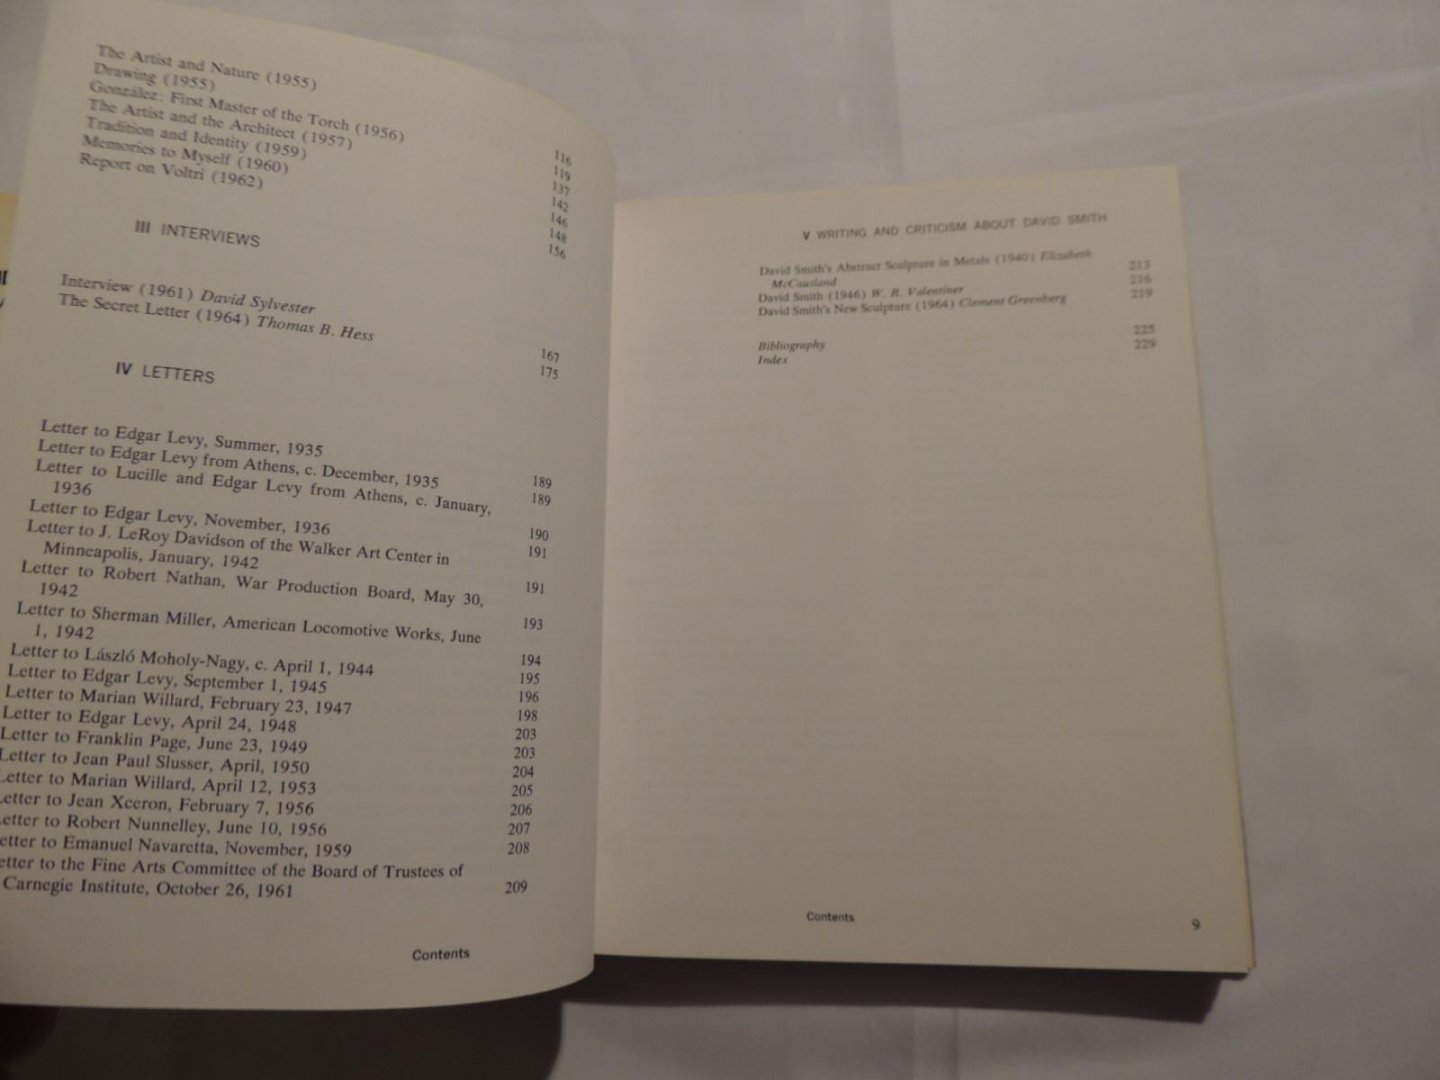 The Artist and Nature (1955) 116
Drawing (1955) 119
González: First Master of the Torch (1956) 137
The Artist and the Architect (1957) 142
Tradition and Identity (1959) 146
Memories to Myself (1960) 148
Report on Voltri (1962) 156
III INTERVIEWS
Interview (1961) David Sylvester 167
The Secret Letter (1964) Thomas B. Hess 175
IV LETTERS
Letter to Edgar Levy, Summer, 1935 189
Letter to Edgar Levy from Athens, c. December, 1935 189
Letter to Lucille and Edgar Levy from Athens, c. January,
1936 190
Letter to Edgar Levy, November, 1936 191
Letter to J. LeRoy Davidson of the Walker Art Center in
Minneapolis, January, 1942 191
Letter to Robert Nathan, War Production Board, May 30,
1942 193
Letter to Sherman Miller, American Locomotive Works, June
1, 1942 194
Letter to László Moholy-Nagy, c. April 1, 1944 195
Letter to Edgar Levy, September 1, 1945 196
Letter to Marian Willard, February 23, 1947 198
Letter to Edgar Levy, April 24, 1948 203
Letter to Franklin Page, June 23, 1949 203
Letter to Jean Paul Slusser, April, 1950 204
Letter to Marian Willard, April 12, 1953 205
etter to Jean Xceron, February 7, 1956 206
etter to Robert Nunnelley, June 10, 1956 207
etter to Emanuel Navaretta, November, 1959 208
etter to the Fine Arts Committee of the Board of Trustees of
Carnegie Institute, October 26, 1961 209
Contents
V WRITING AND CRITICISM ABOUT DAVID SMITH
David Smith's Abstract Sculpture in Metals (1940) Elizabeth
McCausland 213
David Smith (1946) W. R. Valentiner 216
David Smith's New Sculpture (1964) Clement Greenberg 219
Bibliography 225
Index 229
Contents 9